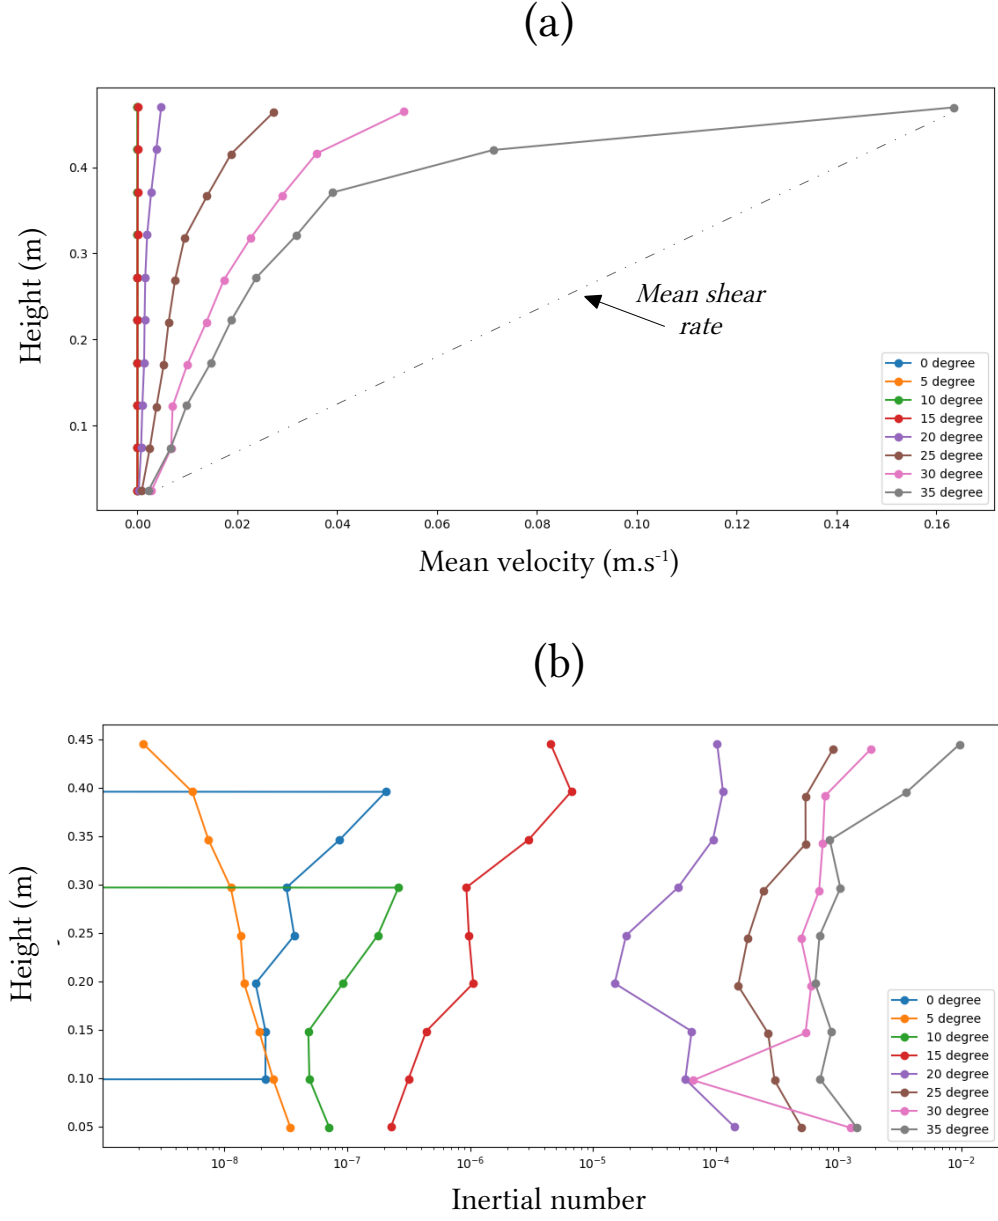 (a)
0.4
0.3
0.2
0.1
Height (m)
Mean shear
rate
0 degree
5 degree
10 degree
15 degree
20 degree
25 degree
30 degree
35 degree
0.00 0.02 0.04 0.06 0.08 0.10 0.12 0.14 0.16
Mean velocity (m.s⁻¹)
(b)
0.45
0.40
0.35
0.30
0.25
0.20
0.15
0.10
0.05
Height (m)
0 degree
5 degree
10 degree
15 degree
20 degree
25 degree
30 degree
35 degree
10⁻⁸ 10⁻⁷ 10⁻⁶ 10⁻⁵ 10⁻⁴ 10⁻³ 10⁻²
Inertial number